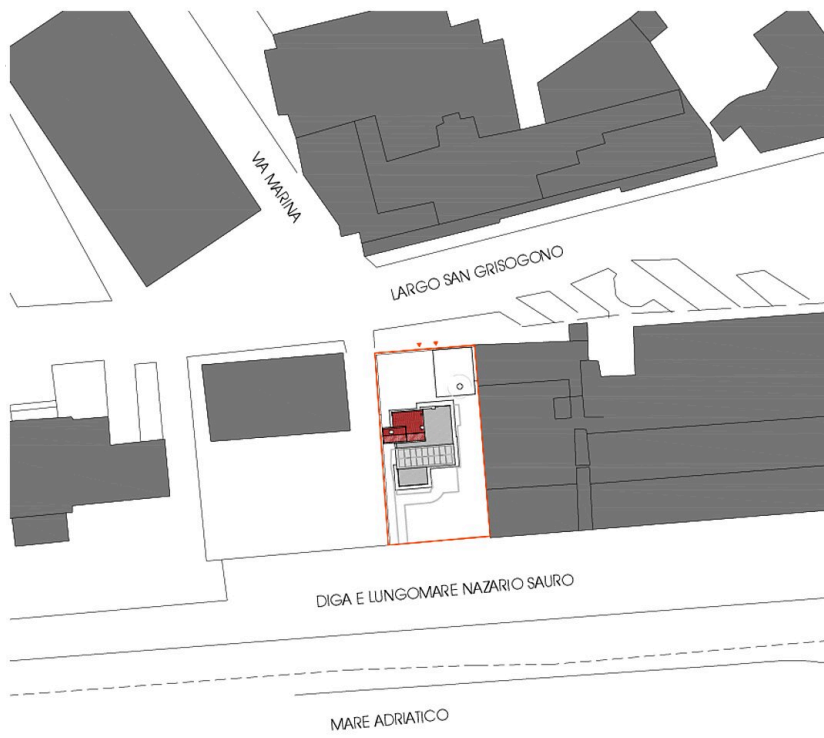 VIA MARINA
LARGO SAN GRISOGONO
DIGA E LUNGOMARE NAZARIO SAURO
MARE ADRIATICO